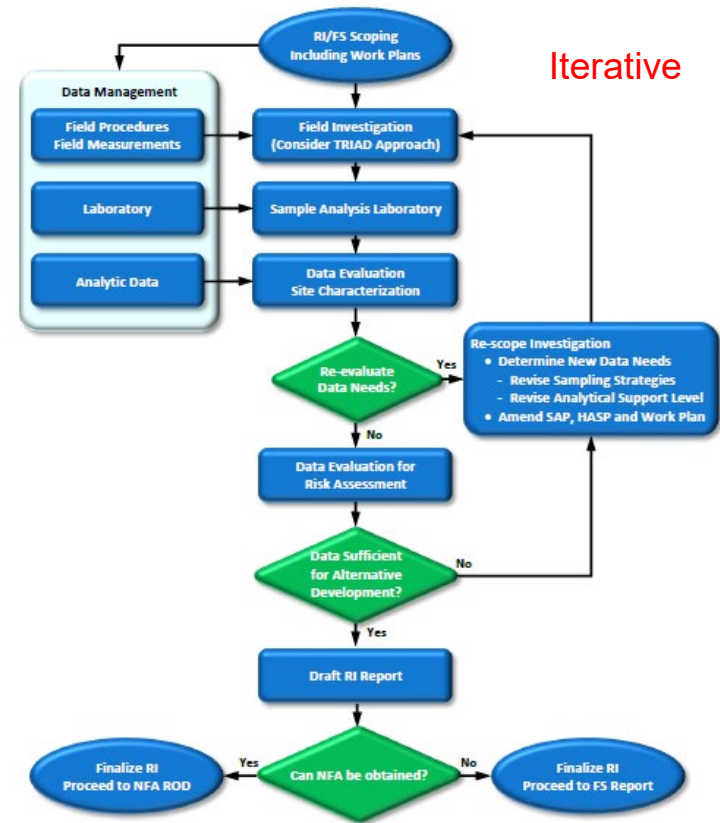 RI/FS Scoping
Including Work Plans
Iterative
Data Management
Field Procedures
Field Measurements
Field Investigation
(Consider TRIAD Approach)
Laboratory
Sample Analysis Laboratory
Analytic Data
Data Evaluation
Site Characterization
Re-evaluate
Data Needs?
Yes
Re-scope Investigation
• Determine New Data Needs
- Revise Sampling Strategies
- Revise Analytical Support Level
• Amend SAP, HASP and Work Plan
No
Data Evaluation for
Risk Assessment
Data Sufficient
for Alternative
Development?
No
Yes
Draft RI Report
Can NFA be obtained?
Yes
No
Finalize RI
Proceed to NFA ROD
Finalize RI
Proceed to FS Report